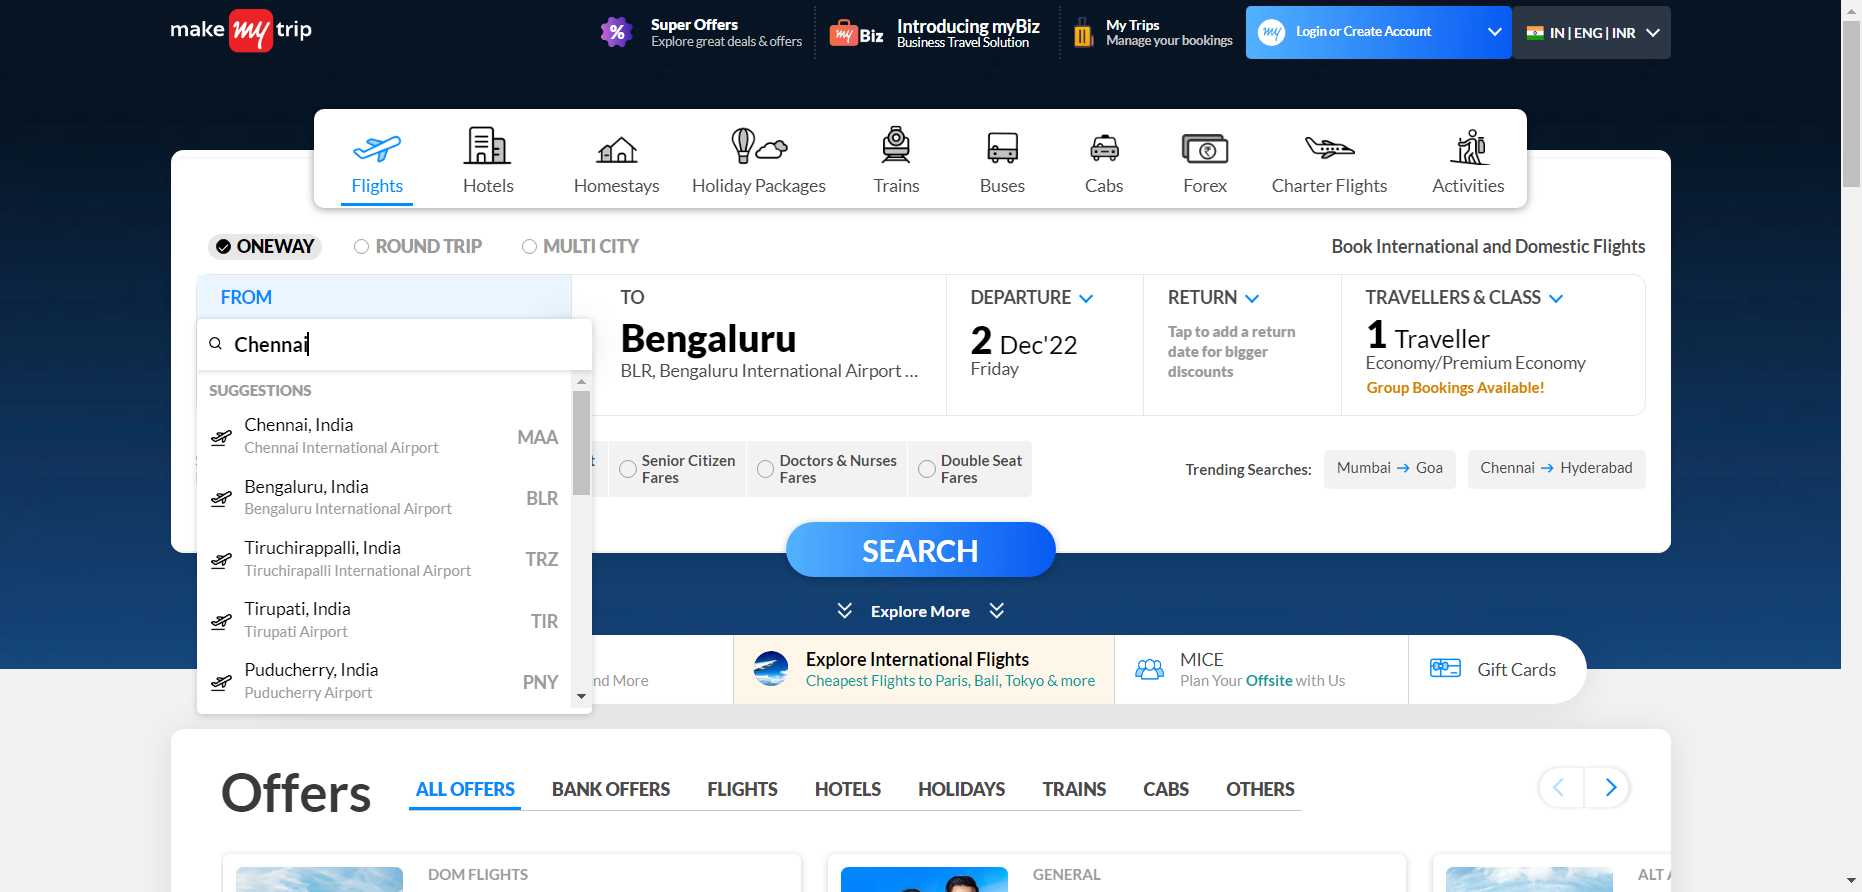 make my trip
%
Super Offers
Explore great deals & offers
my Biz
Introducing myBiz
Business Travel Solution
My Trips
Manage your bookings
my
Login or Create Account
IN | ENG | INR
Flights
Hotels
Homestays
Holiday Packages
Trains
Buses
Cabs
Forex
Charter Flights
Activities
ONEWAY
ROUND TRIP
MULTI CITY
Book International and Domestic Flights
FROM
Chennai
TO
Bengaluru
BLR, Bengaluru International Airport ...
DEPARTURE
2 Dec'22
Friday
RETURN
Tap to add a return
date for bigger
discounts
TRAVELLERS & CLASS
1 Traveller
Economy/Premium Economy
Group Bookings Available!
SUGGESTIONS
Chennai, India
Chennai International Airport
MAA
Bengaluru, India
Bengaluru International Airport
BLR
Tiruchirappalli, India
Tiruchirapalli International Airport
TRZ
Tirupati, India
Tirupati Airport
TIR
Puducherry, India
Puducherry Airport
PNY
Senior Citizen
Fares
Doctors & Nurses
Fares
Double Seat
Fares
Trending Searches:
Mumbai → Goa
Chennai → Hyderabad
SEARCH
Explore More
nd More
Explore International Flights
Cheapest Flights to Paris, Bali, Tokyo & more
MICE
Plan Your Offsite with Us
Gift Cards
Offers
ALL OFFERS
BANK OFFERS
FLIGHTS
HOTELS
HOLIDAYS
TRAINS
CABS
OTHERS
DOM FLIGHTS
GENERAL
ALT A